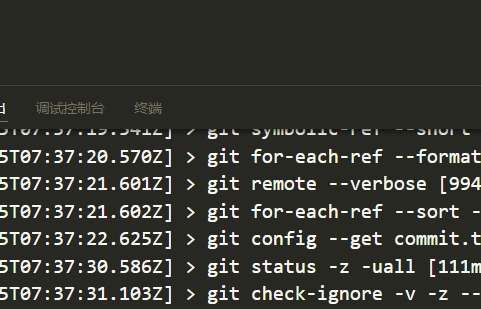 调试控制台 终端
5T07:37:19.541Z] > git symbolic-ref --short
5T07:37:20.570Z] > git for-each-ref --format
5T07:37:21.601Z] > git remote --verbose [994
5T07:37:21.602Z] > git for-each-ref --sort -
5T07:37:22.625Z] > git config --get commit.t
5T07:37:30.586Z] > git status -z -uall [111m
5T07:37:31.103Z] > git check-ignore -v -z --